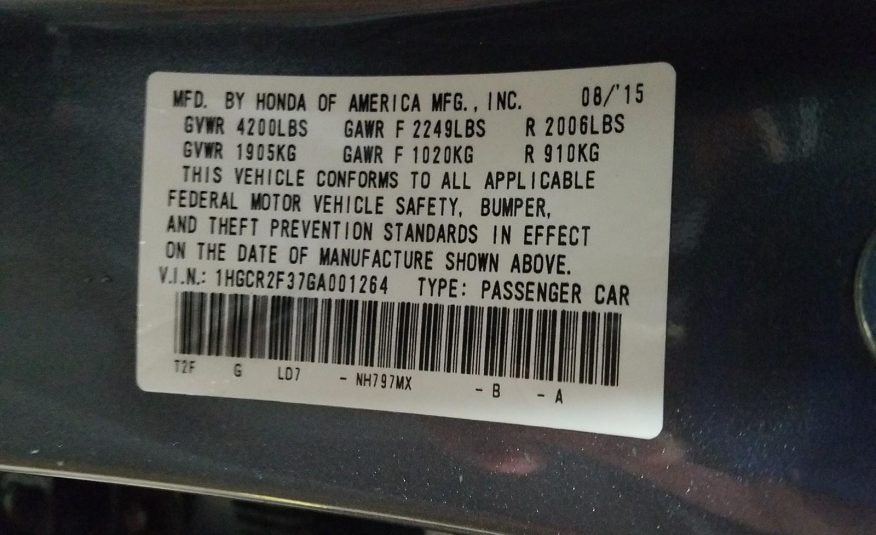 MFD. BY HONDA OF AMERICA MFG., INC. 08/'15
GVWR 4200LBS GAWR F 2249LBS R 2006LBS
GVWR 1905KG GAWR F 1020KG R 910KG
THIS VEHICLE CONFORMS TO ALL APPLICABLE
FEDERAL MOTOR VEHICLE SAFETY, BUMPER,
AND THEFT PREVENTION STANDARDS IN EFFECT
ON THE DATE OF MANUFACTURE SHOWN ABOVE.
V.I.N.: 1HGCR2F37GA001264 TYPE: PASSENGER CAR
T2F G LD7 - NH797MX - B - A